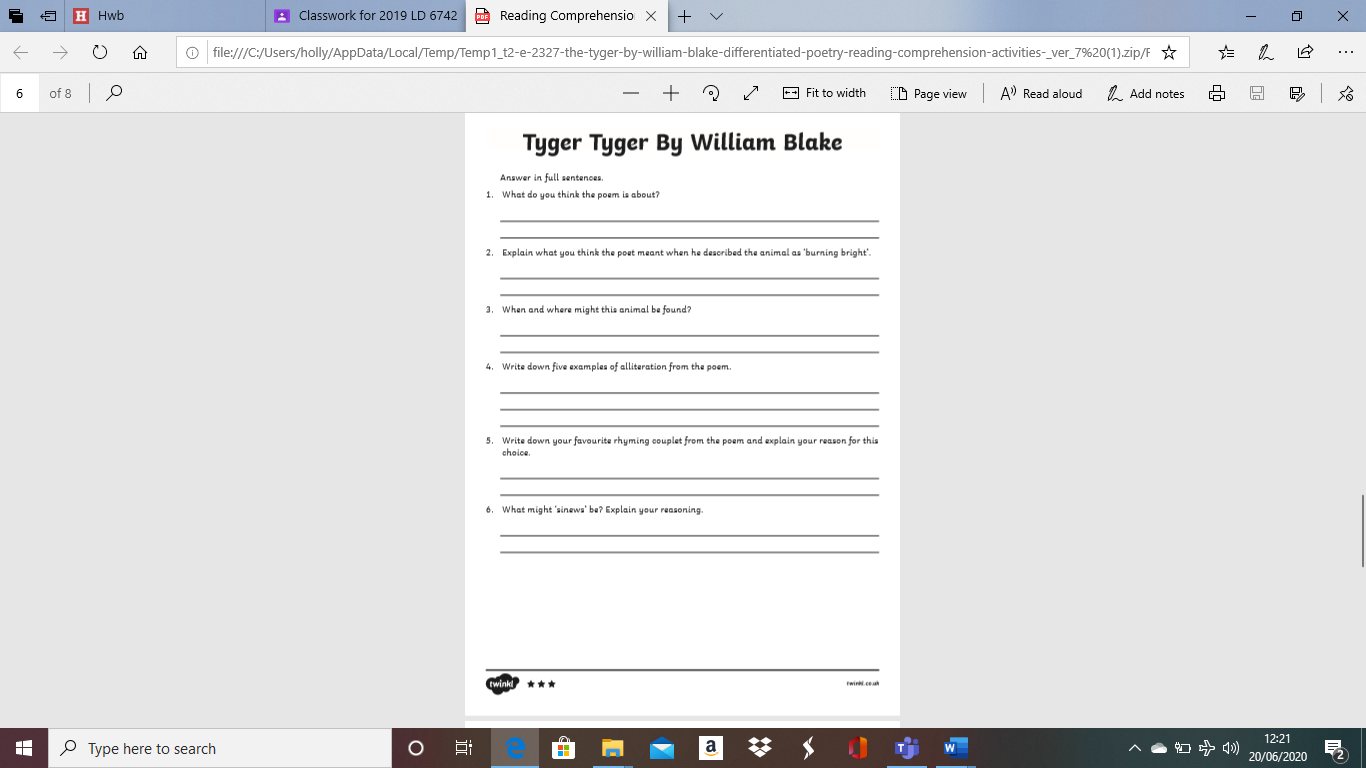 Hwb
Classwork for 2019 LD 6742
Reading Comprehensio
file:///C:/Users/holly/AppData/Local/Temp/Temp1_t2-e-2327-the-tyger-by-william-blake-differentiated-poetry-reading-comprehension-activities-_ver_7%20(1).zip/F
6 of 8
Fit to width
Page view
Read aloud
Add notes
Tyger Tyger By William Blake
Answer in full sentences.
1. What do you think the poem is about?
2. Explain what you think the poet meant when he described the animal as 'burning bright'.
3. When and where might this animal be found?
4. Write down five examples of alliteration from the poem.
5. Write down your favourite rhyming couplet from the poem and explain your reason for this
choice.
6. What might 'sinews' be? Explain your reasoning.
twinkl
twinkl.co.uk
Type here to search
12:21
20/06/2020
2